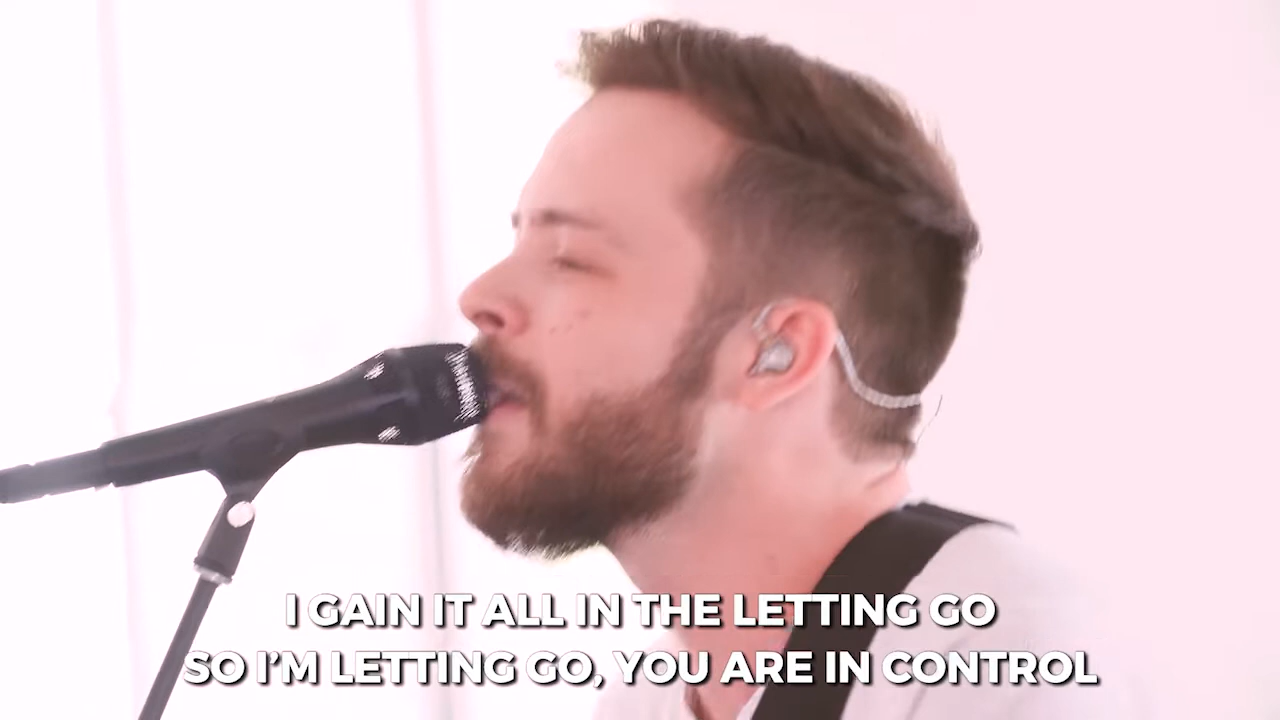 I GAIN IT ALL IN THE LETTING GO
SO I'M LETTING GO, YOU ARE IN CONTROL